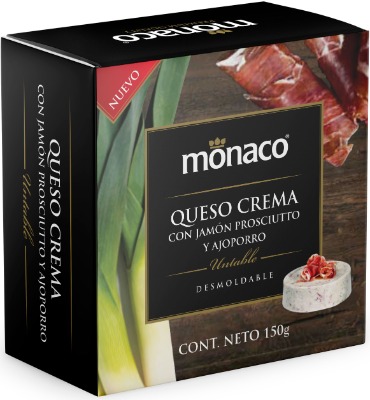 monaco
monaco®
NUEVO
QUESO CREMA
CON JAMÓN PROSCIUTTO
Y AJOPORRO
Untable
DESMOLDABLE
CONT. NETO 150g
QUESO CREMA
CON JAMÓN PROSCIUTTO Y AJOPORRO
Untable